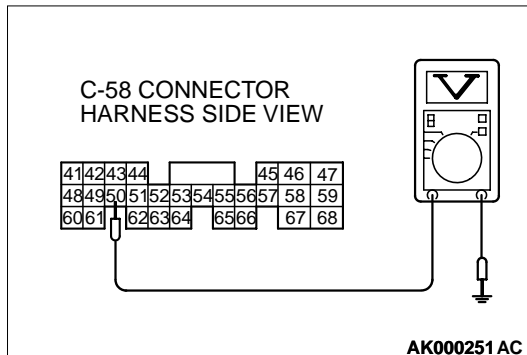 C-58 CONNECTOR
HARNESS SIDE VIEW
V
41 42 43 44 45 46 47
48 49 50 51 52 53 54 55 56 57 58 59
60 61 62 63 64 65 66 67 68
AK000251 AC